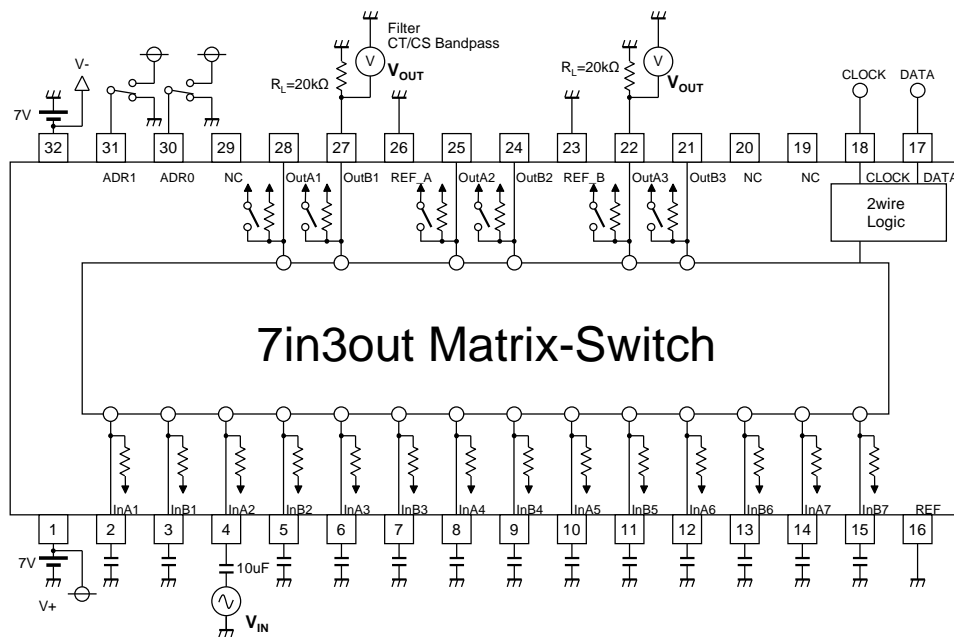 Filter
CT/CS Bandpass
V-
V
VOUT
RL=20kΩ
RL=20kΩ
V
VOUT
CLOCK
DATA
7V
32
31
30
29
28
27
26
25
24
23
22
21
20
19
18
17
ADR1
ADR0
NC
OutA1
OutB1
REF_A
OutA2
OutB2
REF_B
OutA3
OutB3
NC
NC
CLOCK
DATA
2wire
Logic
7in3out Matrix-Switch
InA1
InB1
InA2
InB2
InA3
InB3
InA4
InB4
InA5
InB5
InA6
InB6
InA7
InB7
REF
1
2
3
4
5
6
7
8
9
10
11
12
13
14
15
16
7V
10uF
V+
VIN